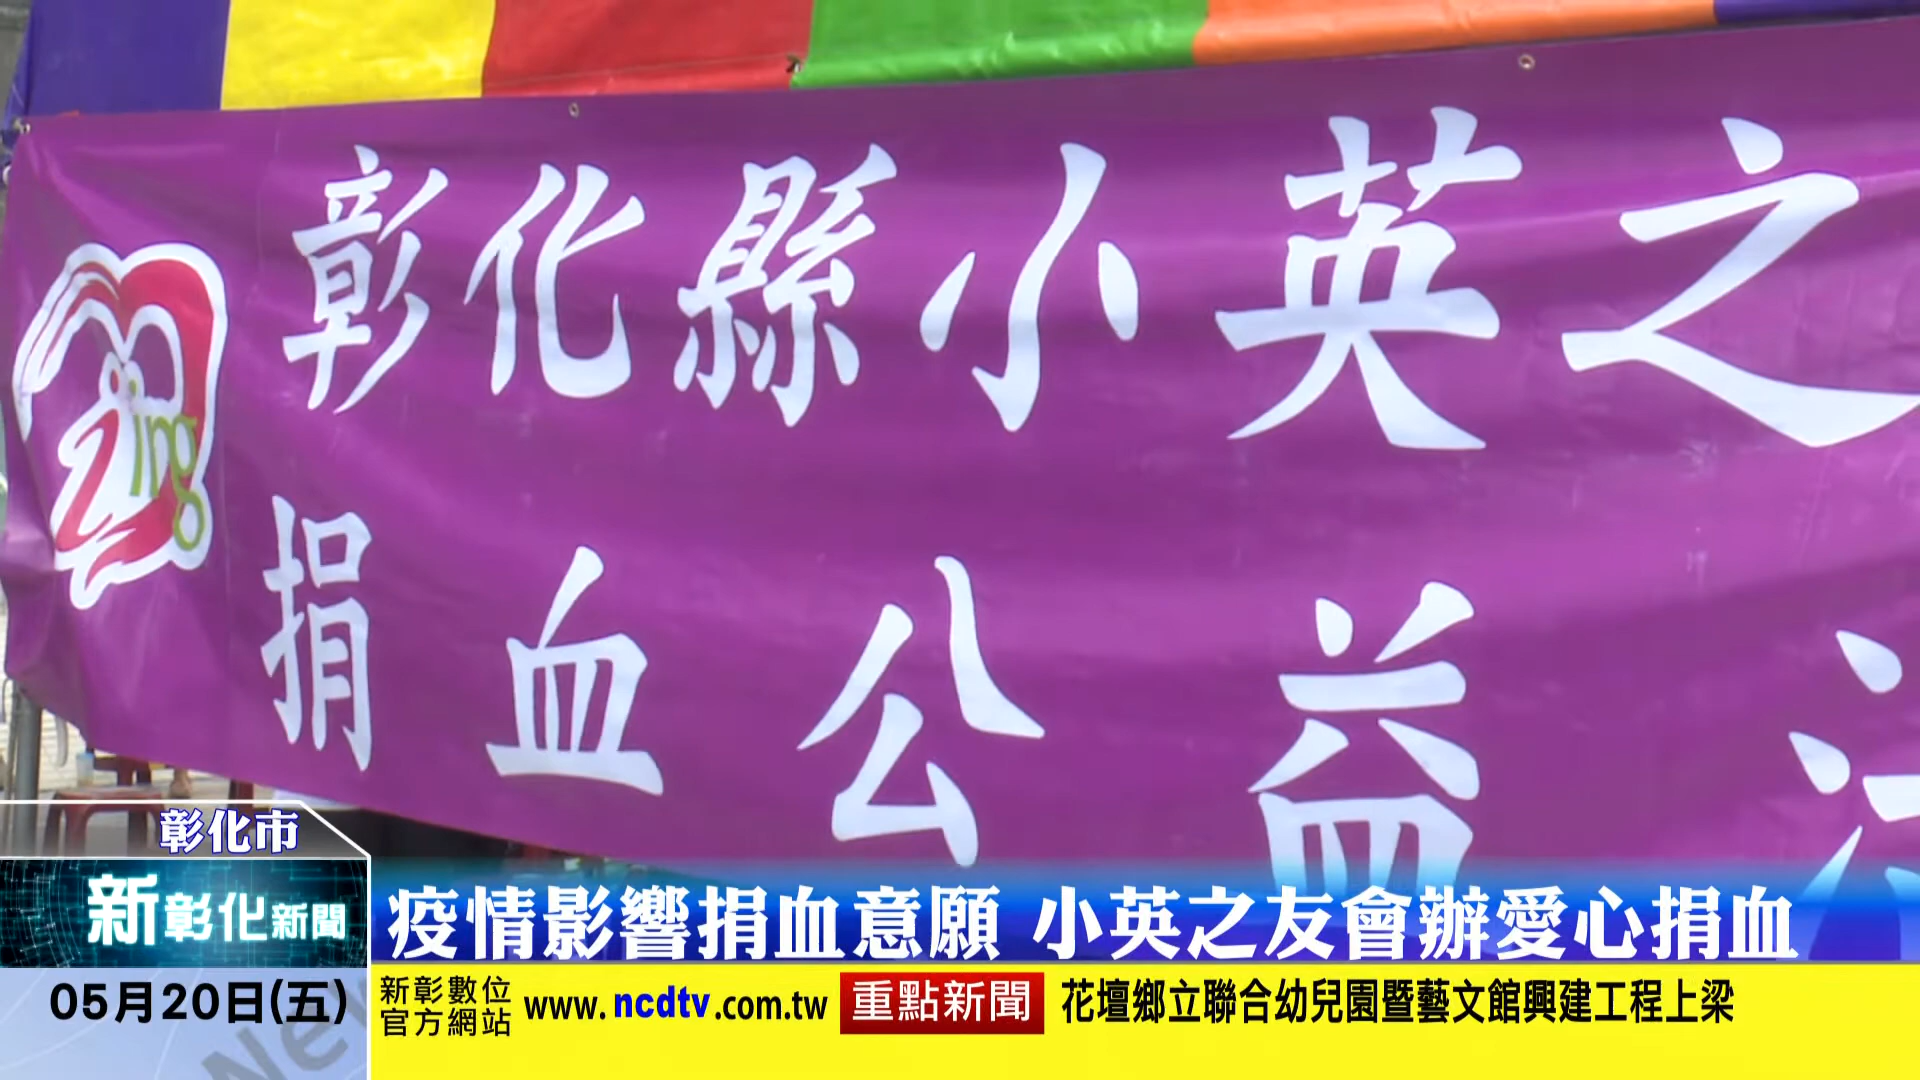 彰化縣小英之
ing
捐血公益活
彰化市
新彰化新聞
疫情影響捐血意願 小英之友會辦愛心捐血
05月20日(五)
新彰數位
官方網站
www.ncdtv.com.tw
重點新聞
花壇鄉立聯合幼兒園暨藝文館興建工程上梁
New